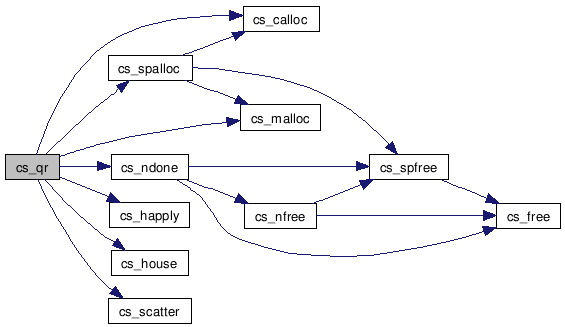 cs_calloc
cs_spalloc
cs_malloc
cs_qr
cs_ndone
cs_spfree
cs_happly
cs_nfree
cs_free
cs_house
cs_scatter